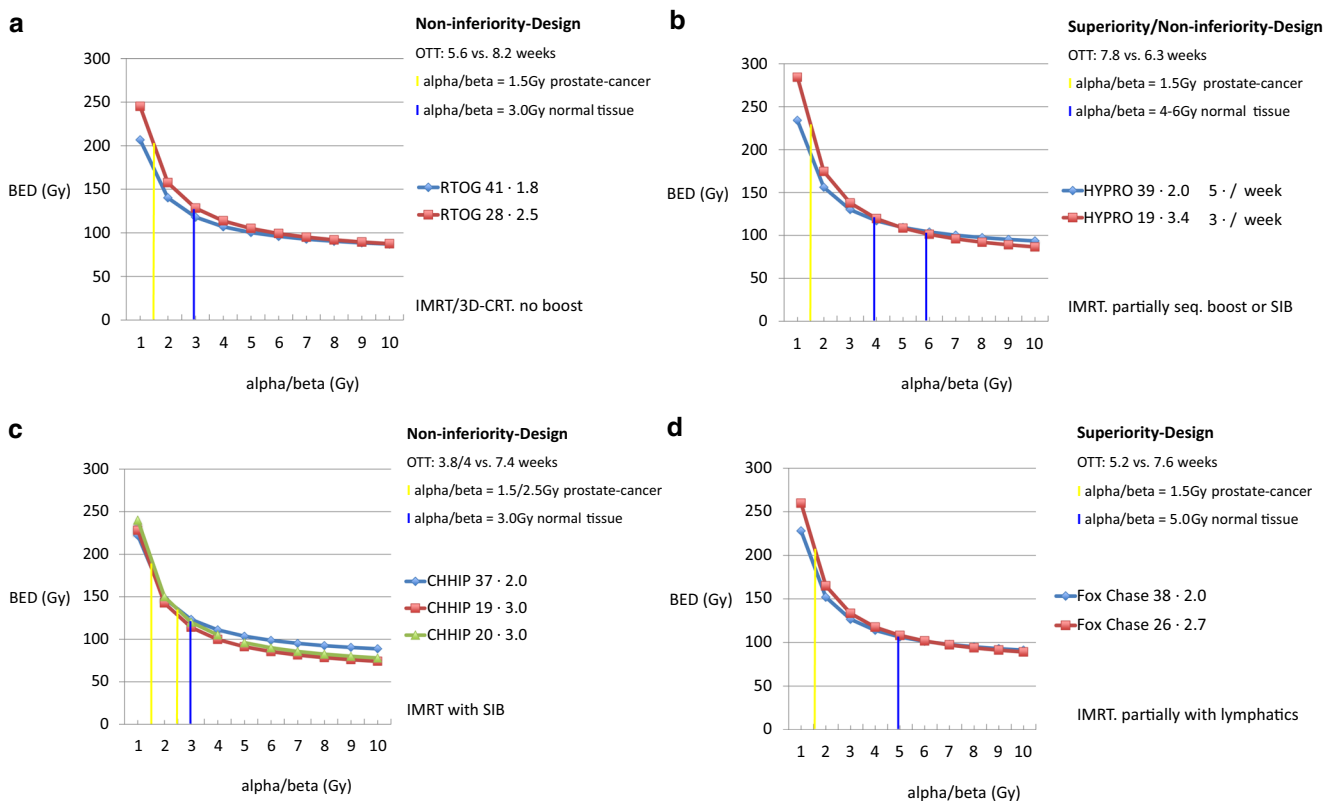 a
Non-inferiority-Design
OTT: 5.6 vs. 8.2 weeks
alpha/beta = 1.5Gy prostate-cancer
alpha/beta = 3.0Gy normal tissue
300
250
200
150
100
50
0
BED (Gy)
RTOG 41 · 1.8
RTOG 28 · 2.5
IMRT/3D-CRT. no boost
1 2 3 4 5 6 7 8 9 10
alpha/beta (Gy)
b
Superiority/Non-inferiority-Design
OTT: 7.8 vs. 6.3 weeks
alpha/beta = 1.5Gy prostate-cancer
alpha/beta = 4-6Gy normal tissue
300
250
200
150
100
50
0
BED (Gy)
HYPRO 39 · 2.0 5 · / week
HYPRO 19 · 3.4 3 · / week
IMRT. partially seq. boost or SIB
1 2 3 4 5 6 7 8 9 10
alpha/beta (Gy)
c
Non-inferiority-Design
OTT: 3.8/4 vs. 7.4 weeks
alpha/beta = 1.5/2.5Gy prostate-cancer
alpha/beta = 3.0Gy normal tissue
300
250
200
150
100
50
0
BED (Gy)
CHHIP 37 · 2.0
CHHIP 19 · 3.0
CHHIP 20 · 3.0
IMRT with SIB
1 2 3 4 5 6 7 8 9 10
alpha/beta (Gy)
d
Superiority-Design
OTT: 5.2 vs. 7.6 weeks
alpha/beta = 1.5Gy prostate-cancer
alpha/beta = 5.0Gy normal tissue
300
250
200
150
100
50
0
BED (Gy)
Fox Chase 38 · 2.0
Fox Chase 26 · 2.7
IMRT. partially with lymphatics
1 2 3 4 5 6 7 8 9 10
alpha/beta (Gy)